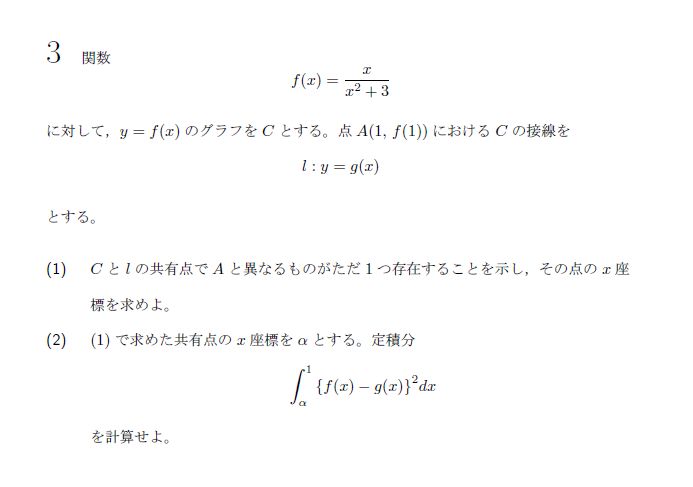 3 関数
f(x) = \frac{x}{x^2 + 3}
に対して，y = f(x) のグラフを C とする。点 A(1, f(1)) における C の接線を
l : y = g(x)
とする。
(1) C と l の共有点で A と異なるものがただ 1 つ存在することを示し，その点の x 座
標を求めよ。
(2) (1) で求めた共有点の x 座標を α とする。定積分
\int_{α}^{1} {f(x) − g(x)}^2 dx
を計算せよ。